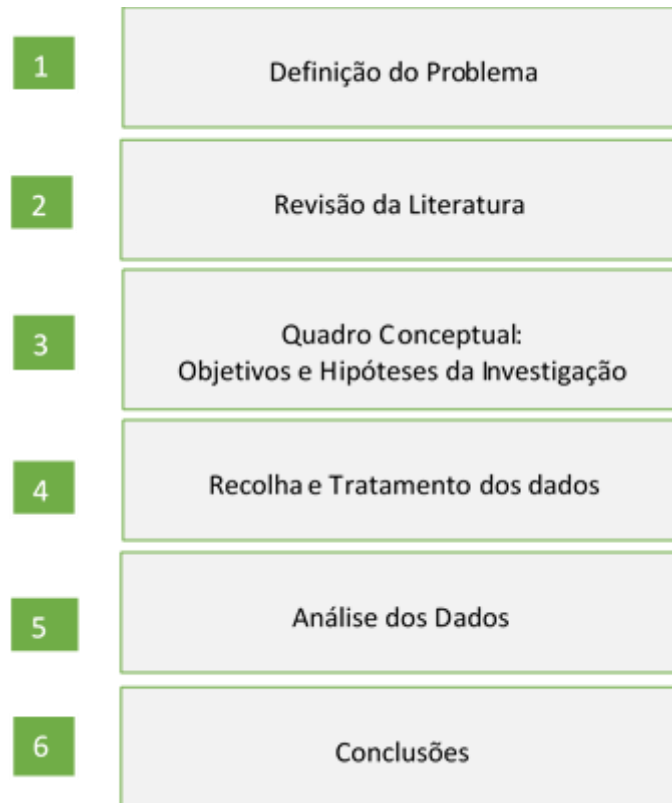 1
Definição do Problema
2
Revisão da Literatura
3
Quadro Conceptual:
Objetivos e Hipóteses da Investigação
4
Recolha e Tratamento dos dados
5
Análise dos Dados
6
Conclusões